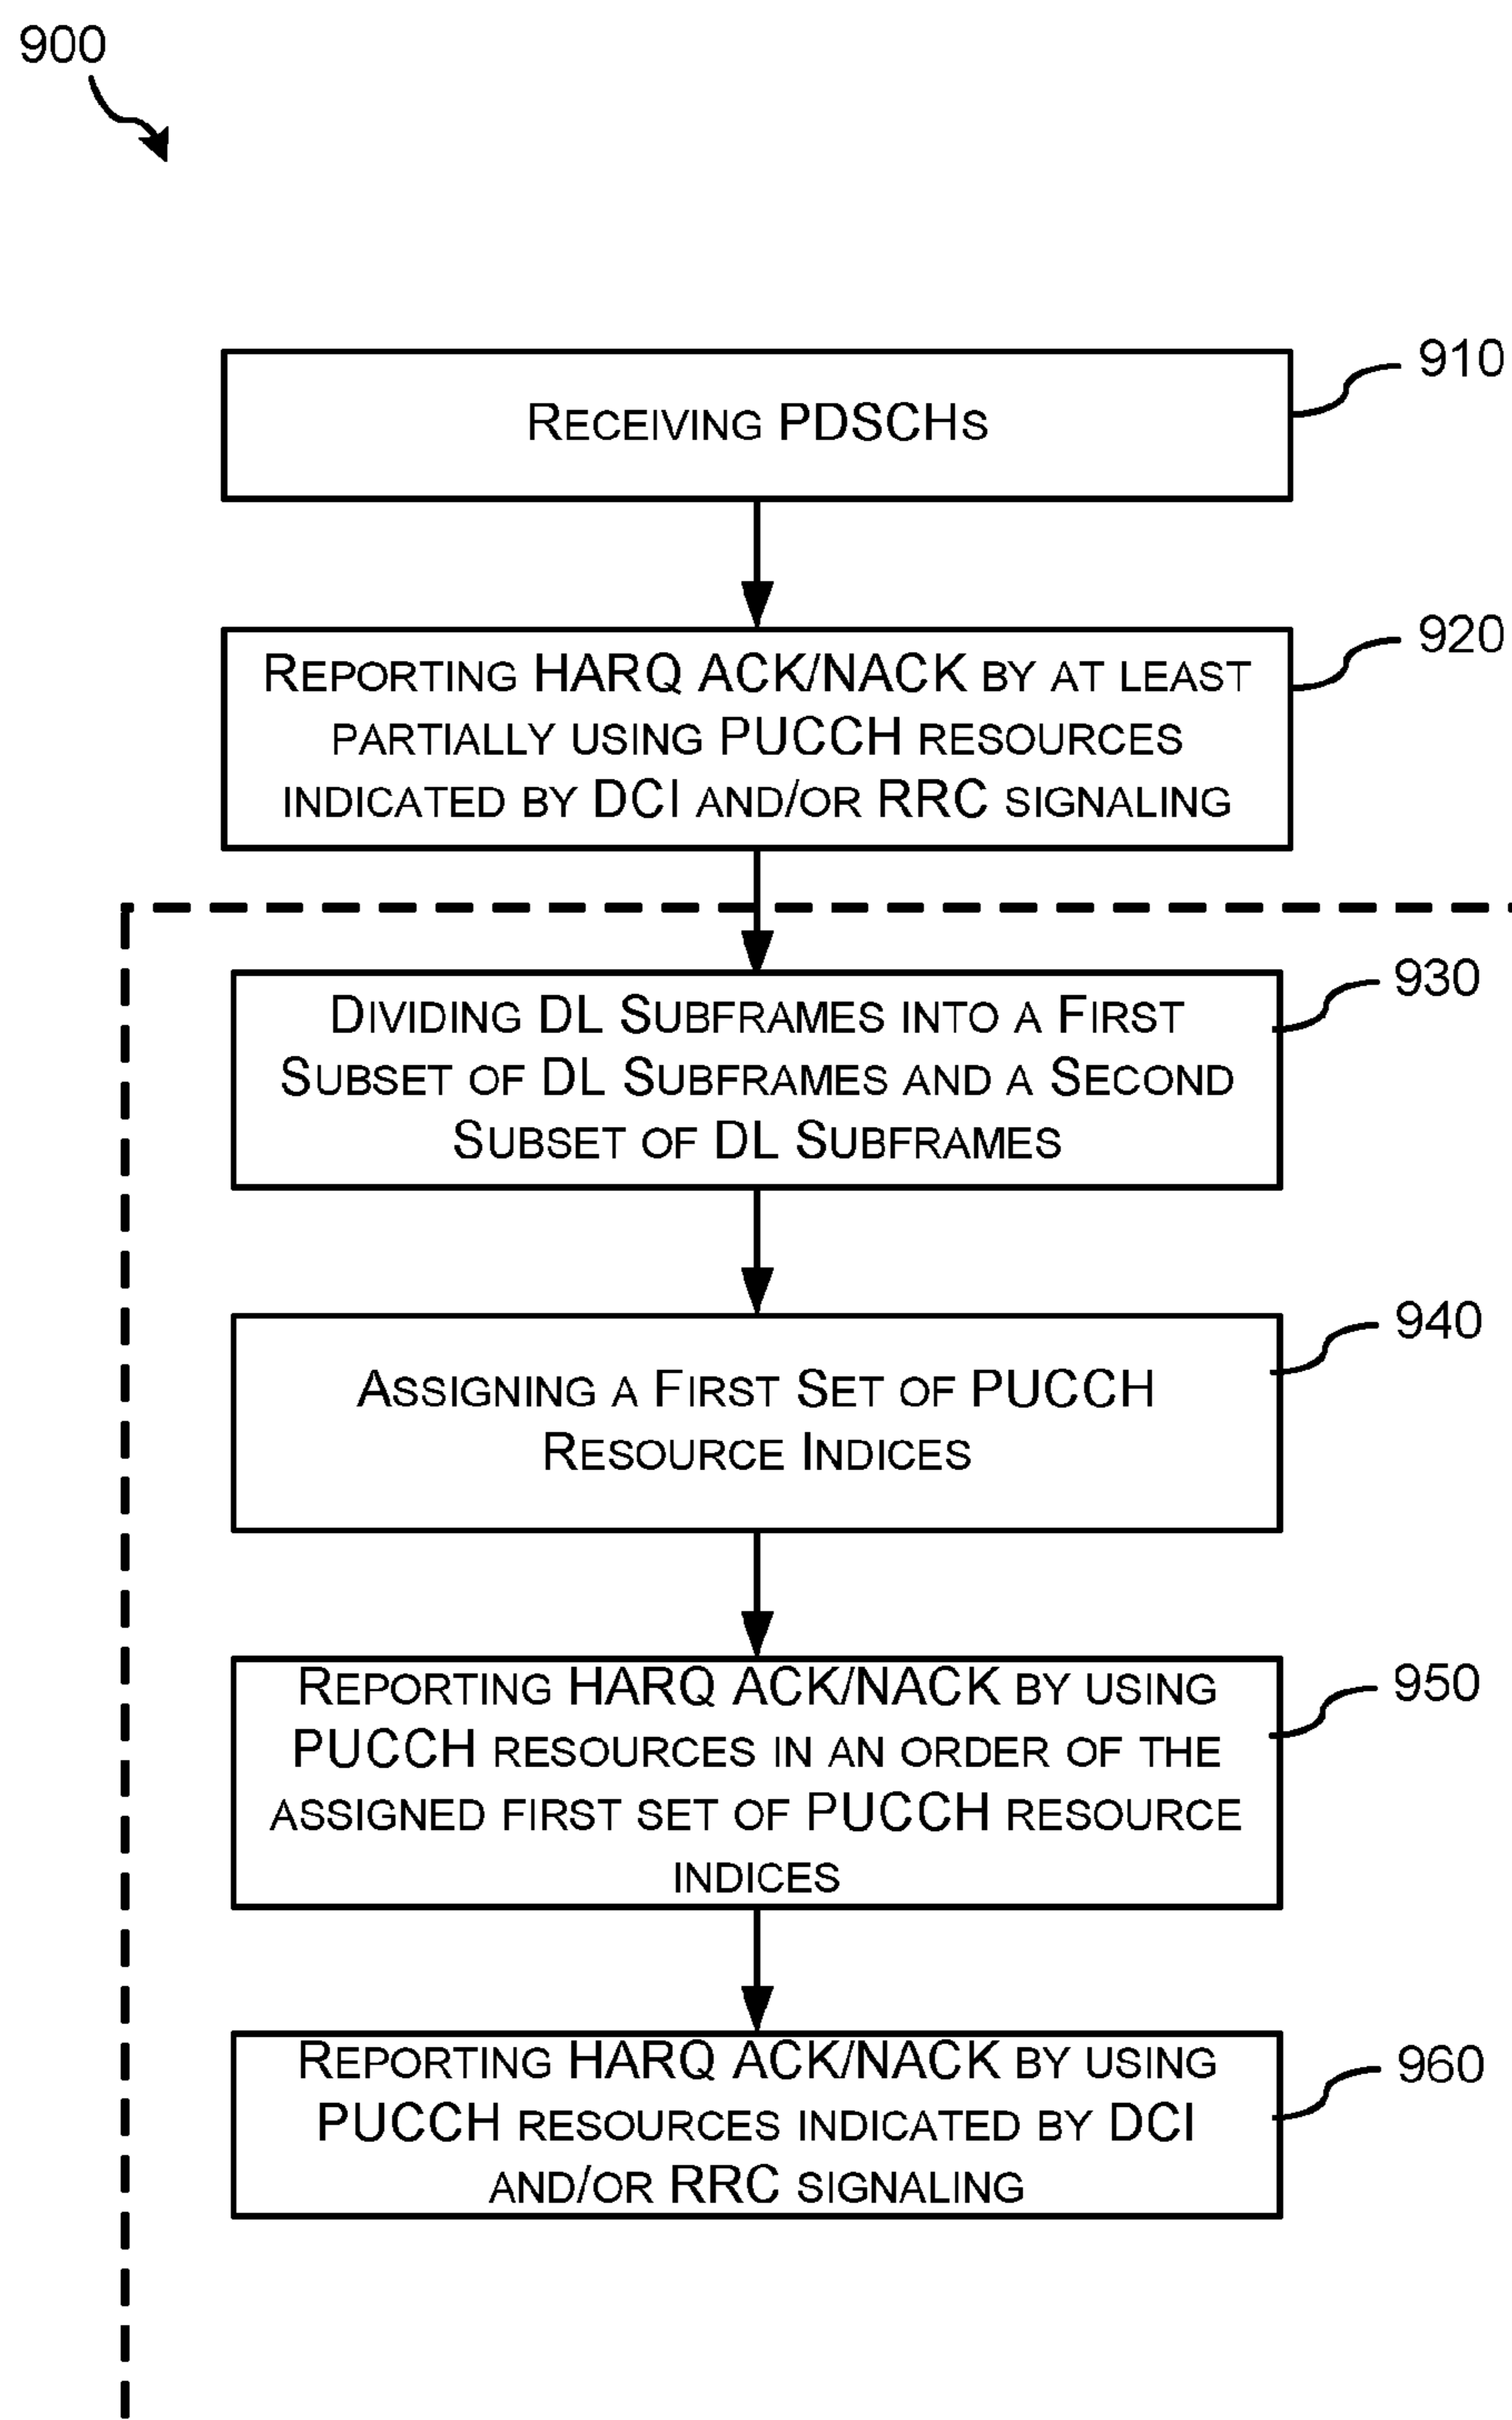 900
910
RECEIVING PDSCHS
920
REPORTING HARQ ACK/NACK BY AT LEAST
PARTIALLY USING PUCCH RESOURCES
INDICATED BY DCI AND/OR RRC SIGNALING
930
DIVIDING DL SUBFRAMES INTO A FIRST
SUBSET OF DL SUBFRAMES AND A SECOND
SUBSET OF DL SUBFRAMES
940
ASSIGNING A FIRST SET OF PUCCH
RESOURCE INDICES
950
REPORTING HARQ ACK/NACK BY USING
PUCCH RESOURCES IN AN ORDER OF THE
ASSIGNED FIRST SET OF PUCCH RESOURCE
INDICES
960
REPORTING HARQ ACK/NACK BY USING
PUCCH RESOURCES INDICATED BY DCI
AND/OR RRC SIGNALING